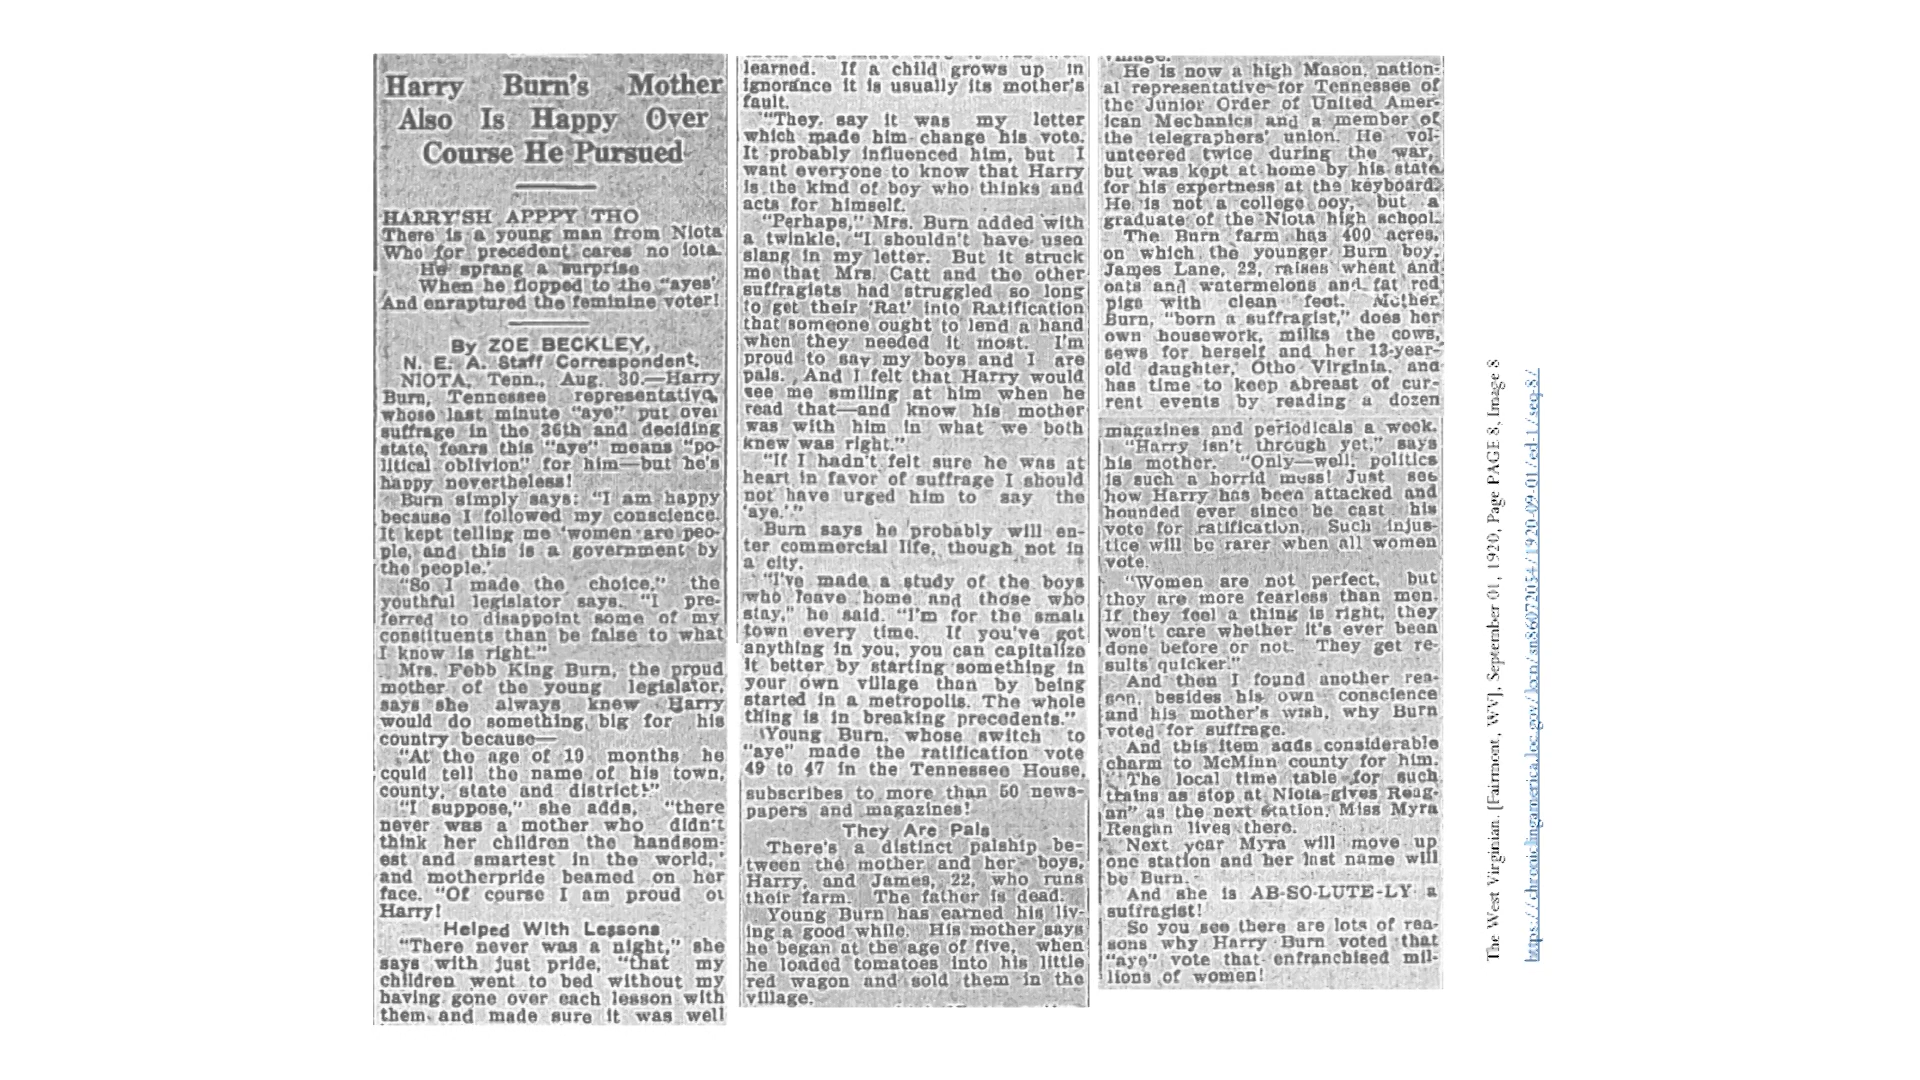 Harry Burn's Mother
Also Is Happy Over
Course He Pursued
HARRY'SH APPPY THO
There is a young man from Niota
Who for precedent cares no iota.
He sprang a surprise
When he flopped to the "ayes"
And enraptured the feminine voter!
By ZOE BECKLEY,
N. E. A. Staff Correspondent.
NIOTA, Tenn., Aug. 30.—Harry
Burn, Tennessee representative,
whose last minute "aye" put over
suffrage in the 36th and deciding
state, fears this "aye" means "po-
litical oblivion" for him—but he's
happy nevertheless!
Burn simply says: "I am happy
because I followed my conscience.
It kept telling me 'women are peo-
ple, and this is a government by
the people.'
"So I made the choice," the
youthful legislator says. "I pre-
ferred to disappoint some of my
constituents than be false to what
I know is right."
Mrs. Febb King Burn, the proud
mother of the young legislator,
says she always knew Harry
would do something big for his
country because—
"At the age of 19 months he
could tell the name of his town,
county, state and district!"
"I suppose," she adds, "there
never was a mother who didn't
think her children the handsom-
est and smartest in the world,"
and motherpride beamed on her
face. "Of course I am proud of
Harry!
Helped With Lessons
"There never was a night," she
says with just pride, "that my
children went to bed without my
having gone over each lesson with
them and made sure it was well
learned. If a child grows up in
ignorance it is usually its mother's
fault.
"They say it was my letter
which made him change his vote.
It probably influenced him, but I
want everyone to know that Harry
is the kind of boy who thinks and
acts for himself.
"Perhaps," Mrs. Burn added with
a twinkle, "I shouldn't have used
slang in my letter. But it struck
me that Mrs. Catt and the other
suffragists had struggled so long
to get their 'Rat' into Ratification
that someone ought to lend a hand
when they needed it most. I'm
proud to say my boys and I are
pals. And I felt that Harry would
see me smiling at him when he
read that—and know his mother
was with him in what we both
knew was right."
"If I hadn't felt sure he was at
heart in favor of suffrage I should
not have urged him to say the
'aye.'"
Burn says he probably will en-
ter commercial life, though not in
a city.
"I've made a study of the boys
who leave home and those who
stay," he said. "I'm for the small
town every time. If you've got
anything in you, you can capitalize
it better by starting something in
your own village than by being
started in a metropolis. The whole
thing is in breaking precedents."
Young Burn, whose switch to
"aye" made the ratification vote
49 to 47 in the Tennessee House,
subscribes to more than 50 news-
papers and magazines!
They Are Pals
There's a distinct palship be-
tween the mother and her boys,
Harry, and James, 22, who runs
their farm. The father is dead.
Young Burn has earned his liv-
ing a good while. His mother says
he began at the age of five, when
he loaded tomatoes into his little
red wagon and sold them in the
village.
village.
He is now a high Mason, nation-
al representative for Tennessee of
the Junior Order of United Amer-
ican Mechanics and a member of
the telegraphers' union. He vol-
unteered twice during the war,
but was kept at home by his state
for his expertness at the keyboard.
He is not a college boy, but a
graduate of the Niota high school.
The Burn farm has 400 acres,
on which the younger Burn boy,
James Lane, 22, raises wheat and
oats and watermelons and fat red
pigs with clean feet. Mother
Burn, "born a suffragist," does her
own housework, milks the cows,
sews for herself and her 13-year-
old daughter, Otho Virginia, and
has time to keep abreast of cur-
rent events by reading a dozen
magazines and periodicals a week.
"Harry isn't through yet," says
his mother. "Only—well, politics
is such a horrid mess! Just see
how Harry has been attacked and
hounded ever since he cast his
vote for ratification. Such injus-
tice will be rarer when all women
vote.
"Women are not perfect, but
they are more fearless than men.
If they feel a thing is right, they
won't care whether it's ever been
done before or not. They get re-
sults quicker."
And then I found another rea-
son, besides his own conscience
and his mother's wish, why Burn
voted for suffrage.
And this item adds considerable
charm to McMinn county for him.
"The local time table for such
trains as stop at Niota gives Reag-
an" as the next station, Miss Myra
Reagan lives there.
Next year Myra will move up
one station and her last name will
be Burn.
And she is AB-SO-LUTE-LY a
suffragist!
So you see there are lots of rea-
sons why Harry Burn voted that
"aye" vote that enfranchised mil-
lions of women!
The West Virginian. [Fairmont, WV], September 01, 1920, Page PAGE 8, Image 8
https://chroniclingamerica.loc.gov/lccn/sn86072054/1920-09-01/ed-1/seq-8/